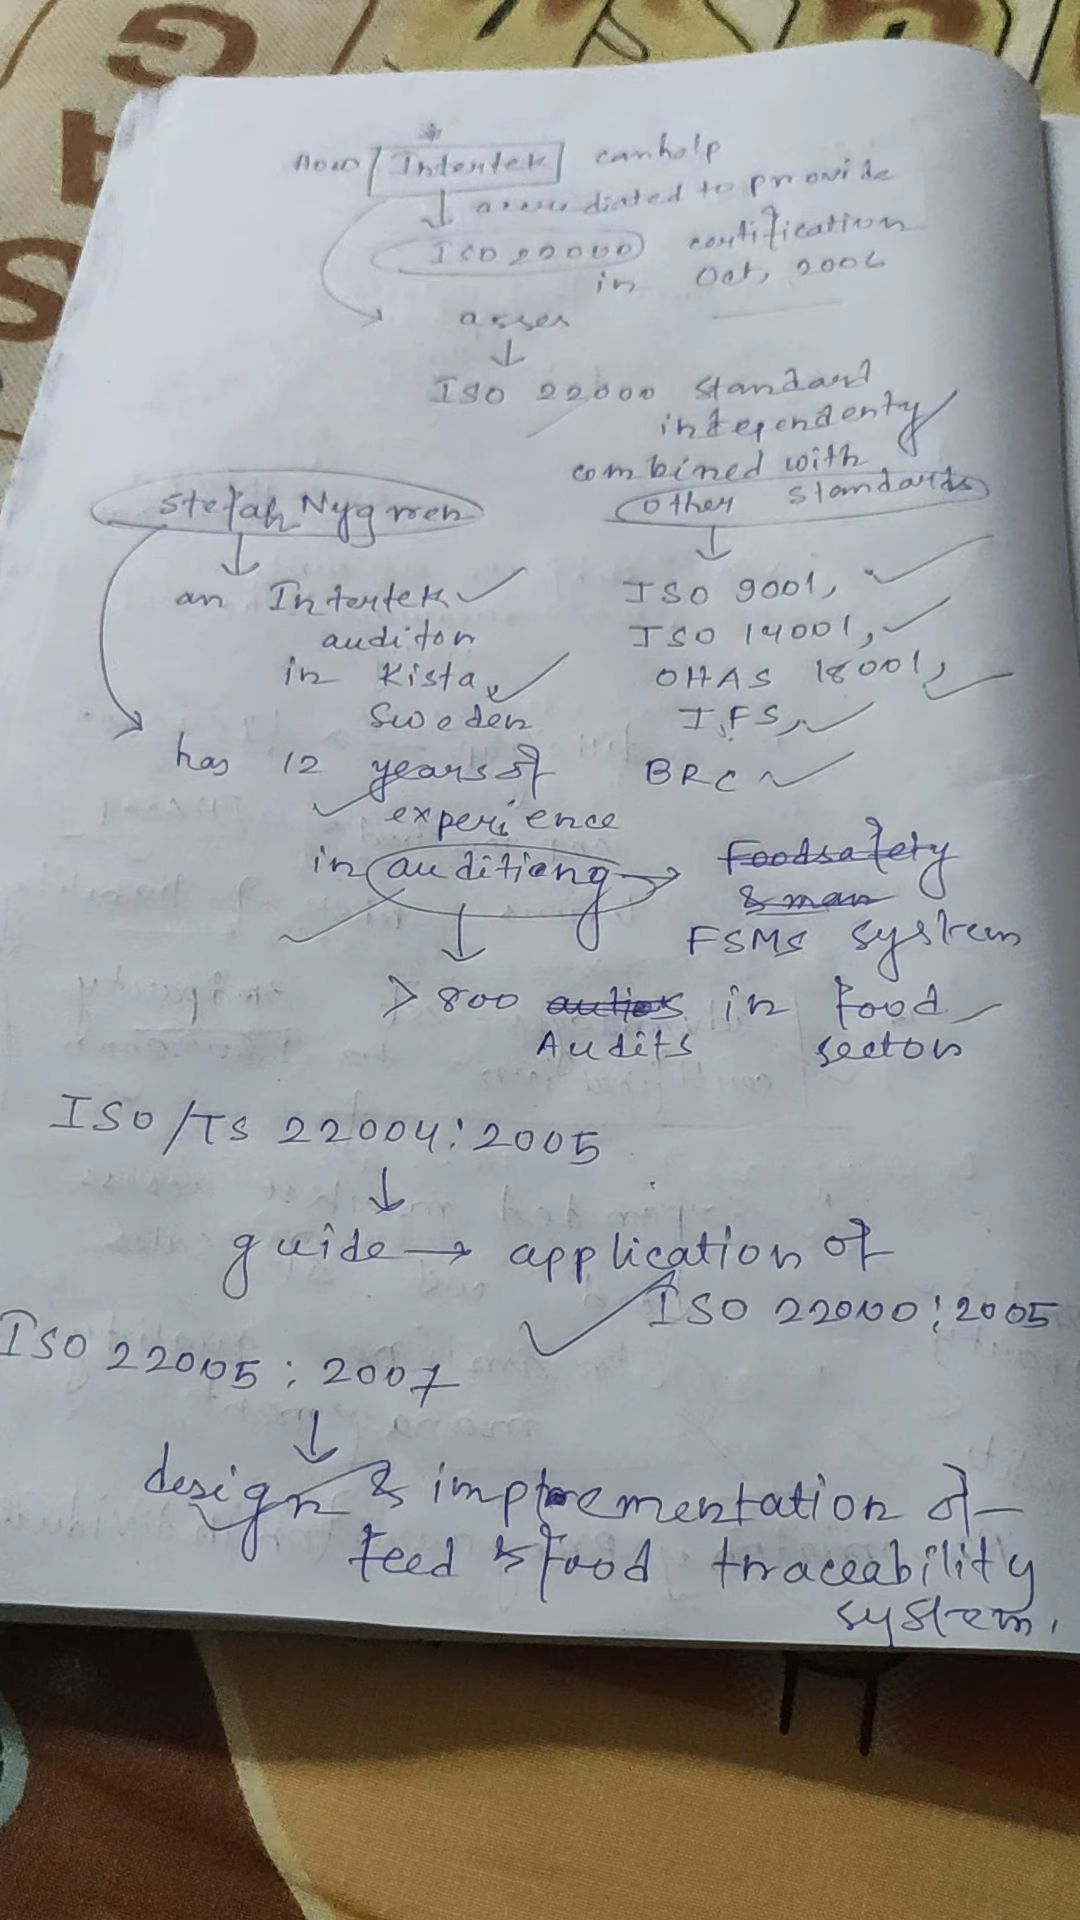 How Intertek can help
accrediated to provide
ISO 22000 certification
in Oct, 2006
asses
ISO 22000 standard
independenty
combined with
other standards
Stefan Nygren
an Intertek
auditor
in Kista,
Sweden
has 12 years of
experience
in auditiong
ISO 9001,
ISO 14001,
OHAS 18001,
IFS,
BRC
Foodsafety
& man
FSMS system
> 800 in food
Audits sector
ISO/TS 22004:2005
guide → application of
ISO 22000:2005
ISO 22005:2007
design & implementation of
feed & food traceability
system.